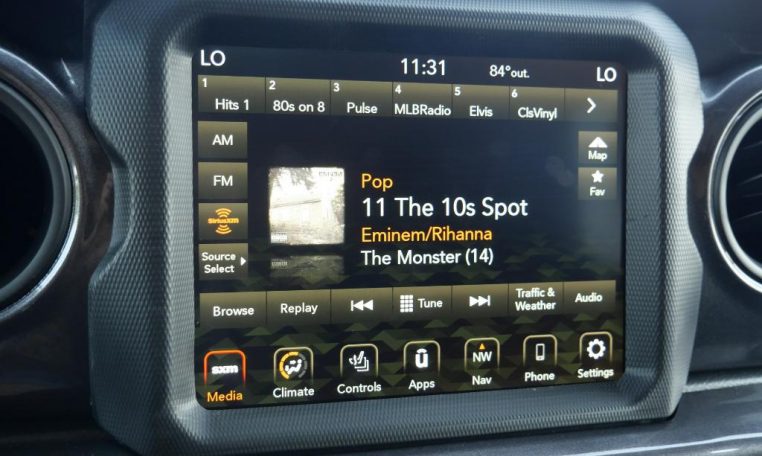 LO 11:31 84°out. LO
1 Hits 1 2 80s on 8 3 Pulse 4 MLBRadio 5 Elvis 6 ClsVinyl
AM
FM
SiriusXM
Source
Select
Map
Fav
EMINEM
Pop
11 The 10s Spot
Eminem/Rihanna
The Monster (14)
Browse Replay Tune Traffic &
Weather Audio
sxm NW
Media Climate Controls Apps Nav Phone Settings